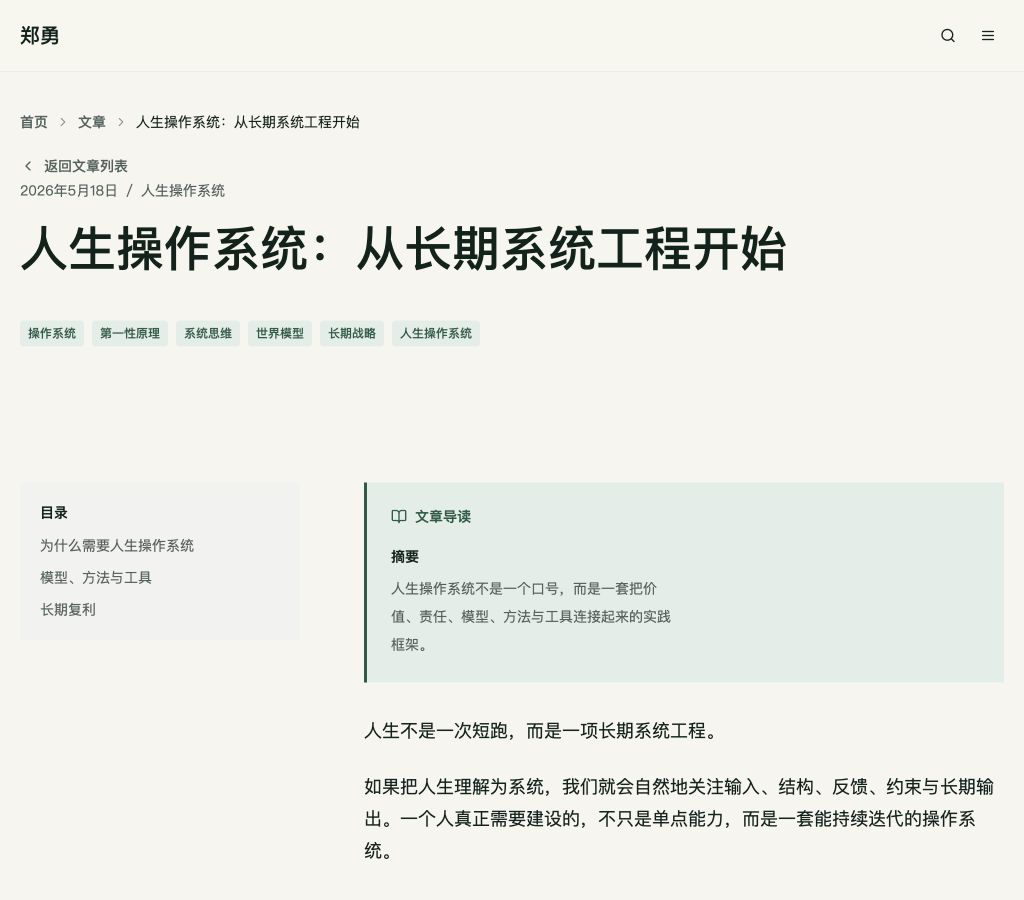 郑勇
首页 > 文章 > 人生操作系统：从长期系统工程开始
返回文章列表
2026年5月18日 / 人生操作系统
人生操作系统：从长期系统工程开始
操作系统 第一性原理 系统思维 世界模型 长期战略 人生操作系统
目录
为什么需要人生操作系统
模型、方法与工具
长期复利
文章导读
摘要
人生操作系统不是一个口号，而是一套把价
值、责任、模型、方法与工具连接起来的实践
框架。
人生不是一次短跑，而是一项长期系统工程。
如果把人生理解为系统，我们就会自然地关注输入、结构、反馈、约束与长期输
出。一个人真正需要建设的，不只是单点能力，而是一套能持续迭代的操作系
统。